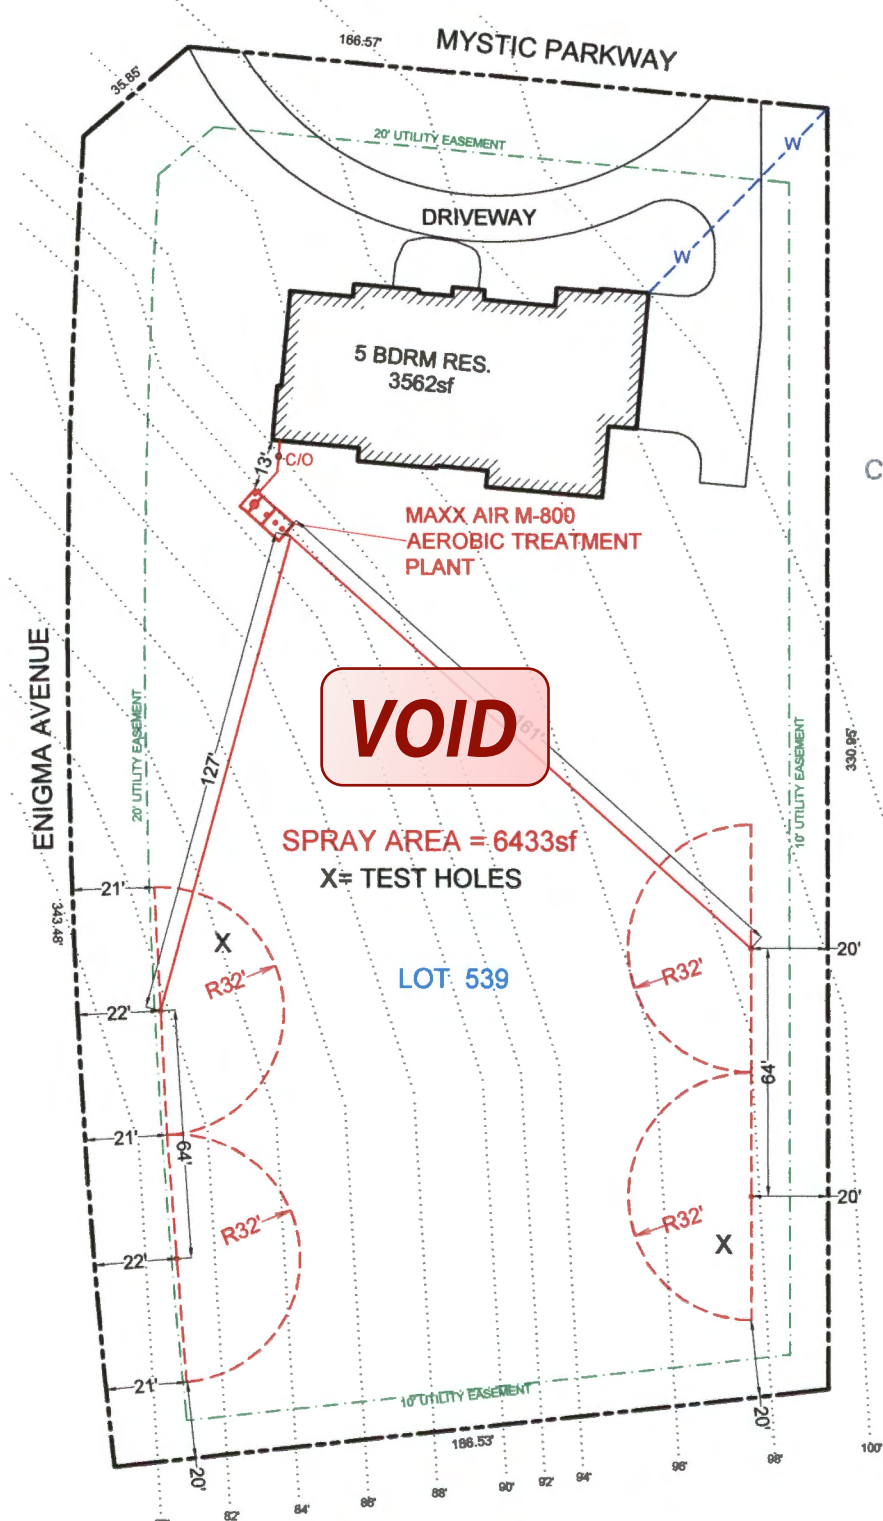 MYSTIC PARKWAY
186.57'
35.85'
20' UTILITY EASEMENT
W
DRIVEWAY
W
5 BDRM RES.
3562sf
C/O
13'
C
MAXX AIR M-800
AEROBIC TREATMENT
PLANT
ENIGMA AVENUE
20' UTILITY EASEMENT
127'
VOID
161'
10' UTILITY EASEMENT
330.95'
SPRAY AREA = 6433sf
X= TEST HOLES
21'
343.48'
X
R32'
LOT 539
R32'
20'
22'
64'
21'
64'
R32'
R32'
20'
X
22'
21'
10' UTILITY EASEMENT
20'
186.53'
20'
82'
84'
86'
88'
90'
92'
94'
96'
98'
100'